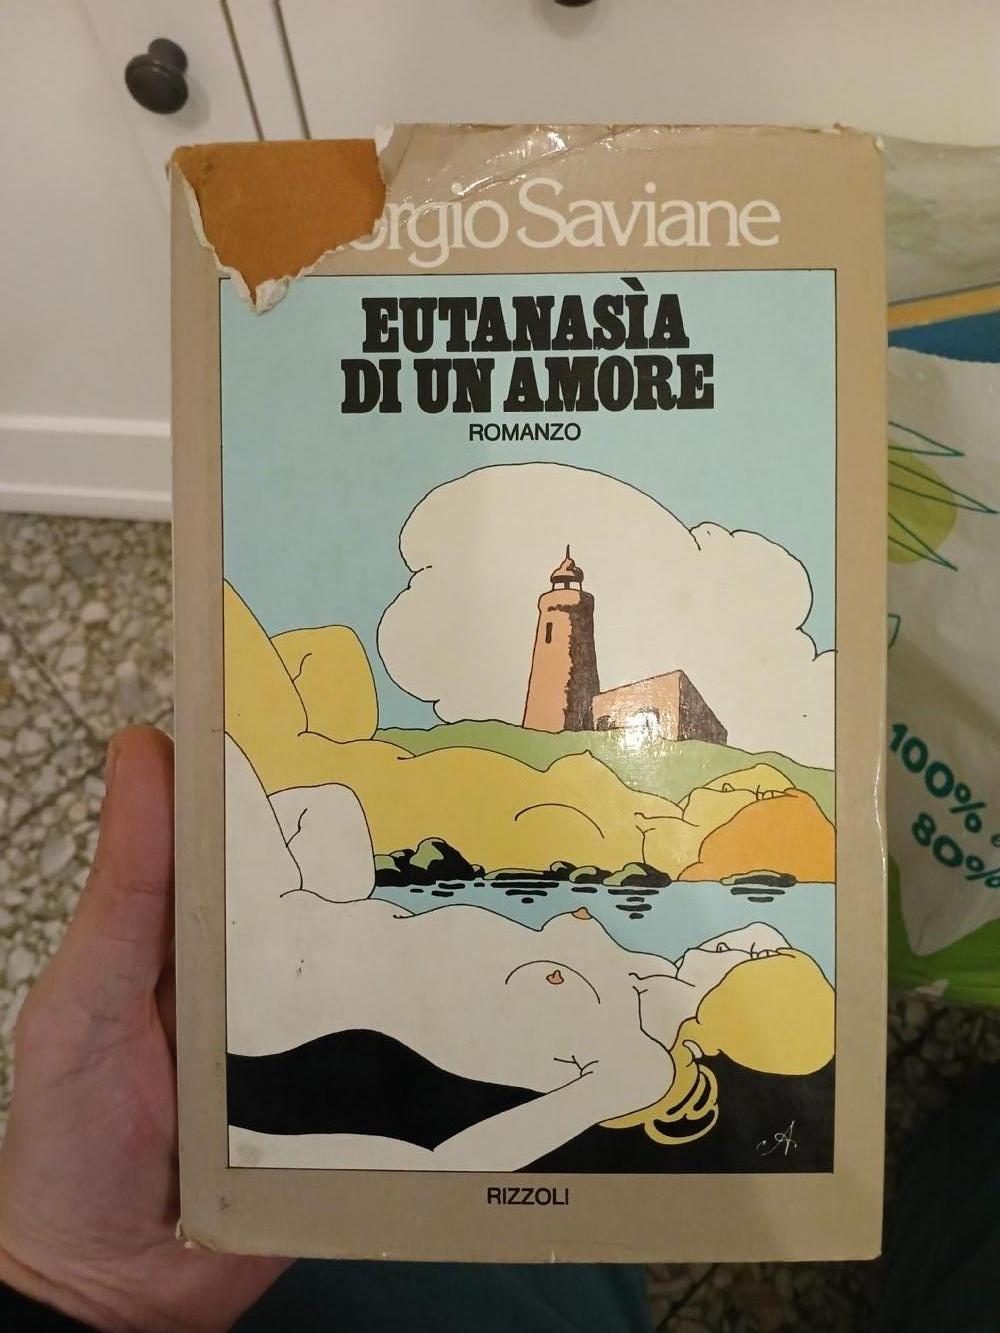 orgio Saviane
EUTANASÌA
DI UN AMORE
ROMANZO
RIZZOLI
100%
80%